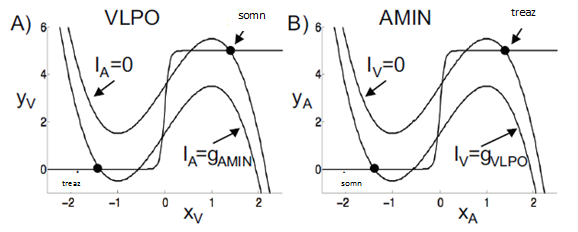 A) VLPO somn
6
4
2
0
y_V
I_A=0
I_A=g_AMIN
treaz
-2 -1 0 1 2
x_V
B) AMIN treaz
6
4
2
0
y_A
I_V=0
I_V=g_VLPO
somn
-2 -1 0 1 2
x_A